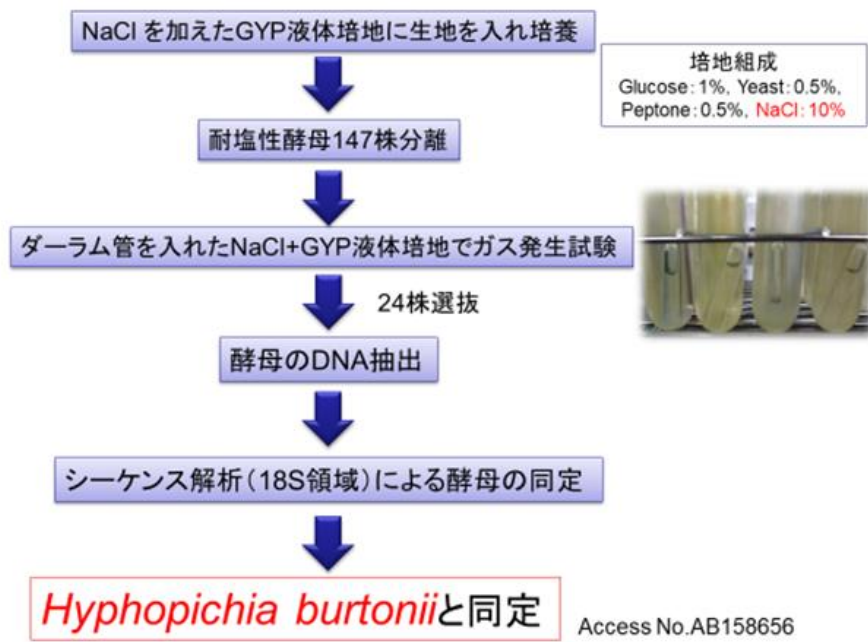 NaCl を加えたGYP液体培地に生地を入れ培養
培地組成
Glucose：1%, Yeast：0.5%,
Peptone：0.5%, NaCl：10%
耐塩性酵母147株分離
ダーラム管を入れたNaCl+GYP液体培地でガス発生試験
24株選抜
酵母のDNA抽出
シーケンス解析（18S領域）による酵母の同定
Hyphopichia burtoniiと同定
Access No.AB158656